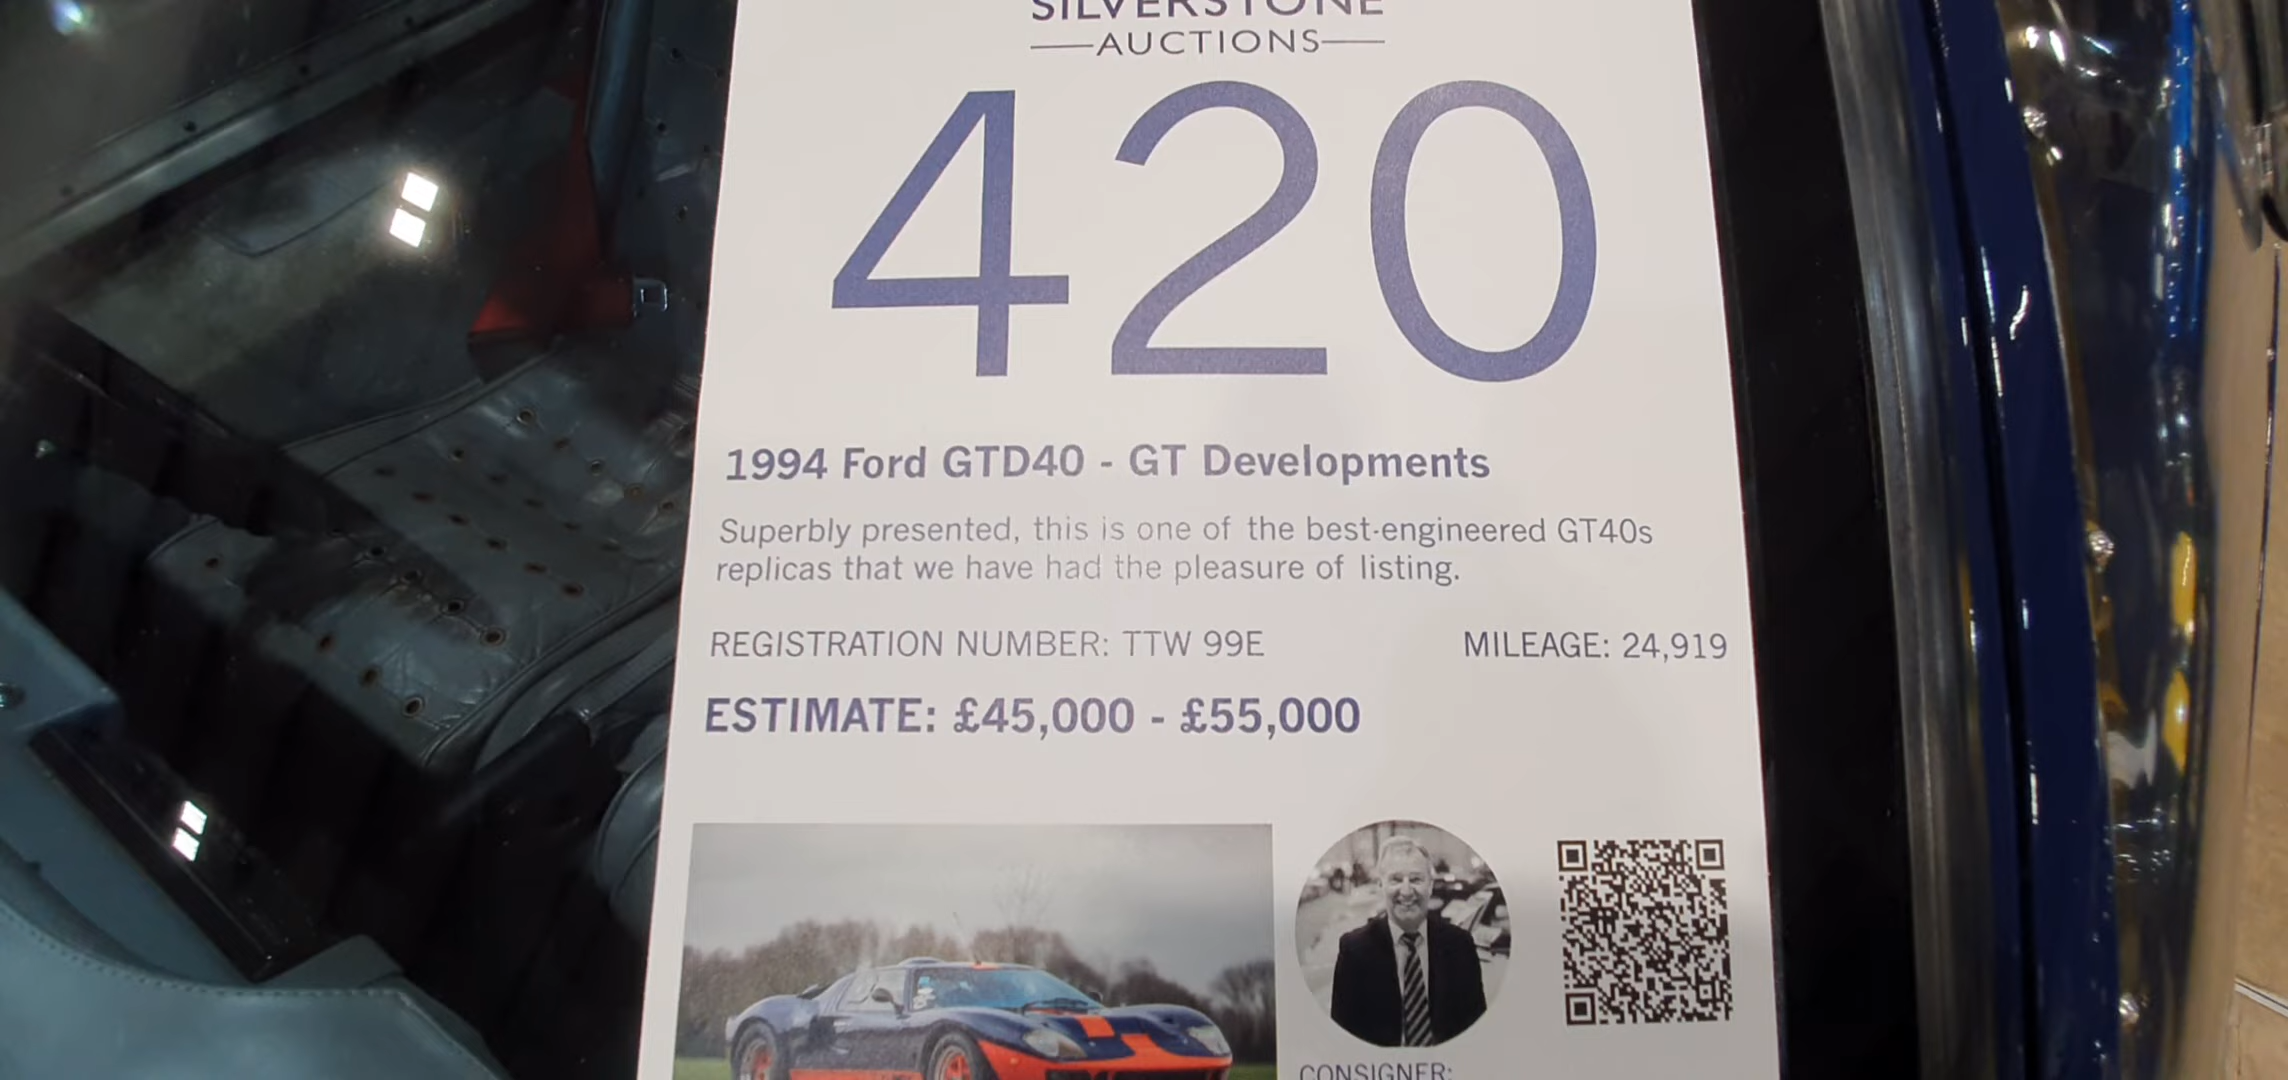 SILVERSTONE
AUCTIONS
420
1994 Ford GTD40 - GT Developments
Superbly presented, this is one of the best-engineered GT40s
replicas that we have had the pleasure of listing.
REGISTRATION NUMBER: TTW 99E MILEAGE: 24,919
ESTIMATE: £45,000 - £55,000
CONSIGNER: